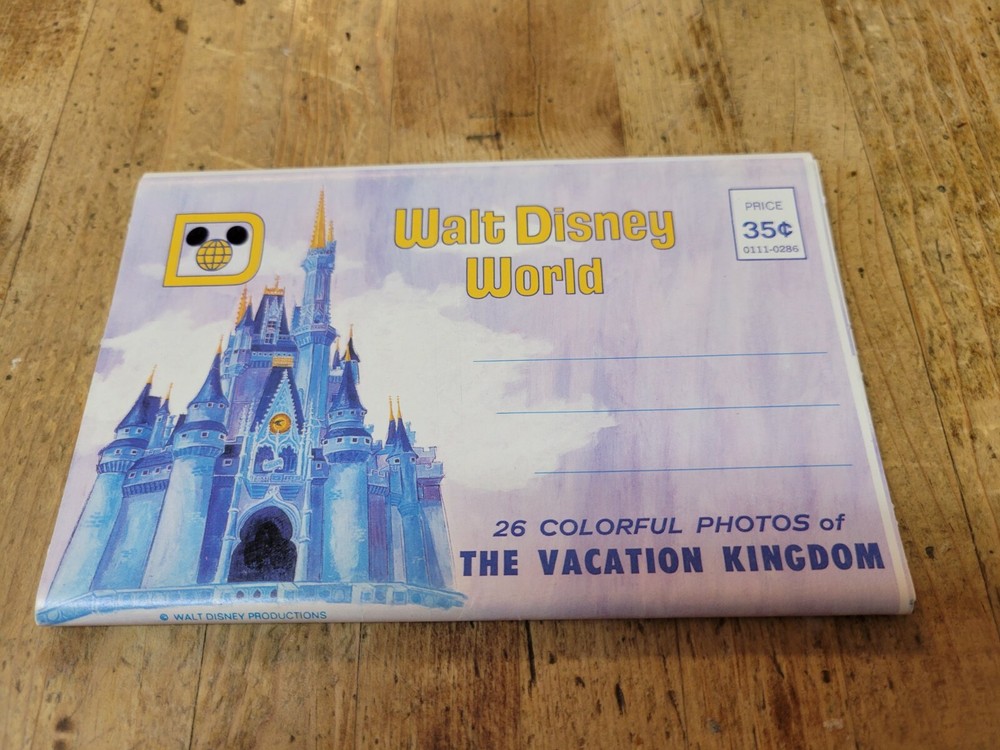 Walt Disney
World
PRICE
35¢
0111-0286
26 COLORFUL PHOTOS of
THE VACATION KINGDOM
© WALT DISNEY PRODUCTIONS